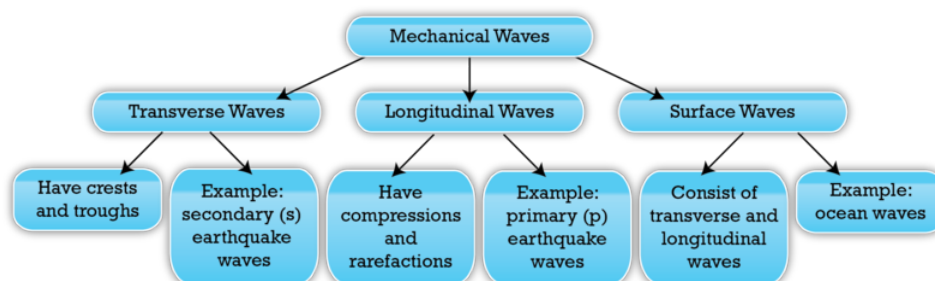 Mechanical Waves
Transverse Waves
Longitudinal Waves
Surface Waves
Have crests
and troughs
Example:
secondary (s)
earthquake
waves
Have
compressions
and
rarefactions
Example:
primary (p)
earthquake
waves
Consist of
transverse and
longitudinal
waves
Example:
ocean waves